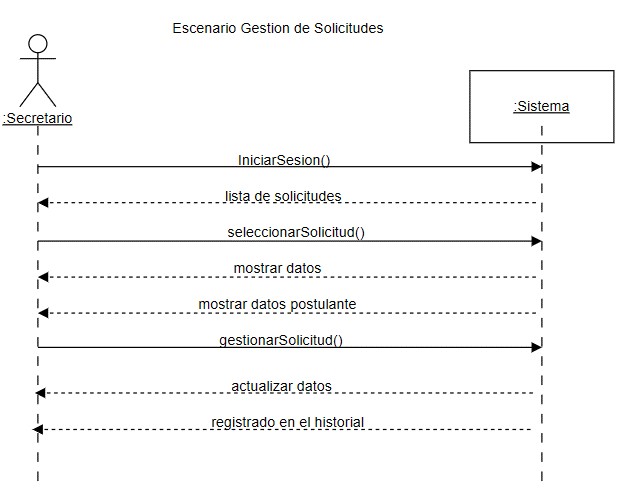 Escenario Gestion de Solicitudes
:Secretario
:Sistema
IniciarSesion()
lista de solicitudes
seleccionarSolicitud()
mostrar datos
mostrar datos postulante
gestionarSolicitud()
actualizar datos
registrado en el historial